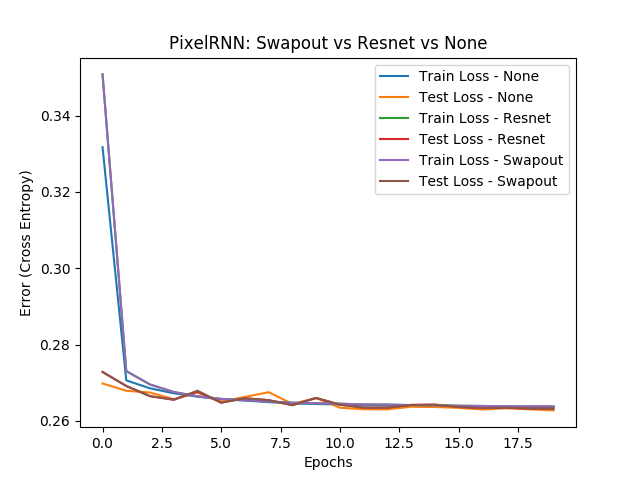 PixelRNN: Swapout vs Resnet vs None
Train Loss - None
Test Loss - None
Train Loss - Resnet
Test Loss - Resnet
Train Loss - Swapout
Test Loss - Swapout
Error (Cross Entropy)
0.34
0.32
0.30
0.28
0.26
0.0 2.5 5.0 7.5 10.0 12.5 15.0 17.5
Epochs